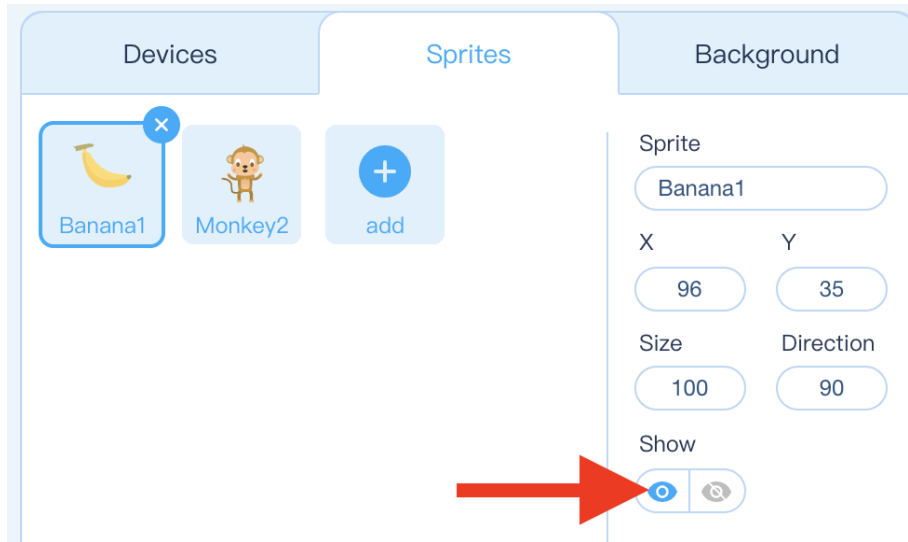 Devices
Sprites
Background
Banana1
Monkey2
add
Sprite
Banana1
X Y
96 35
Size Direction
100 90
Show